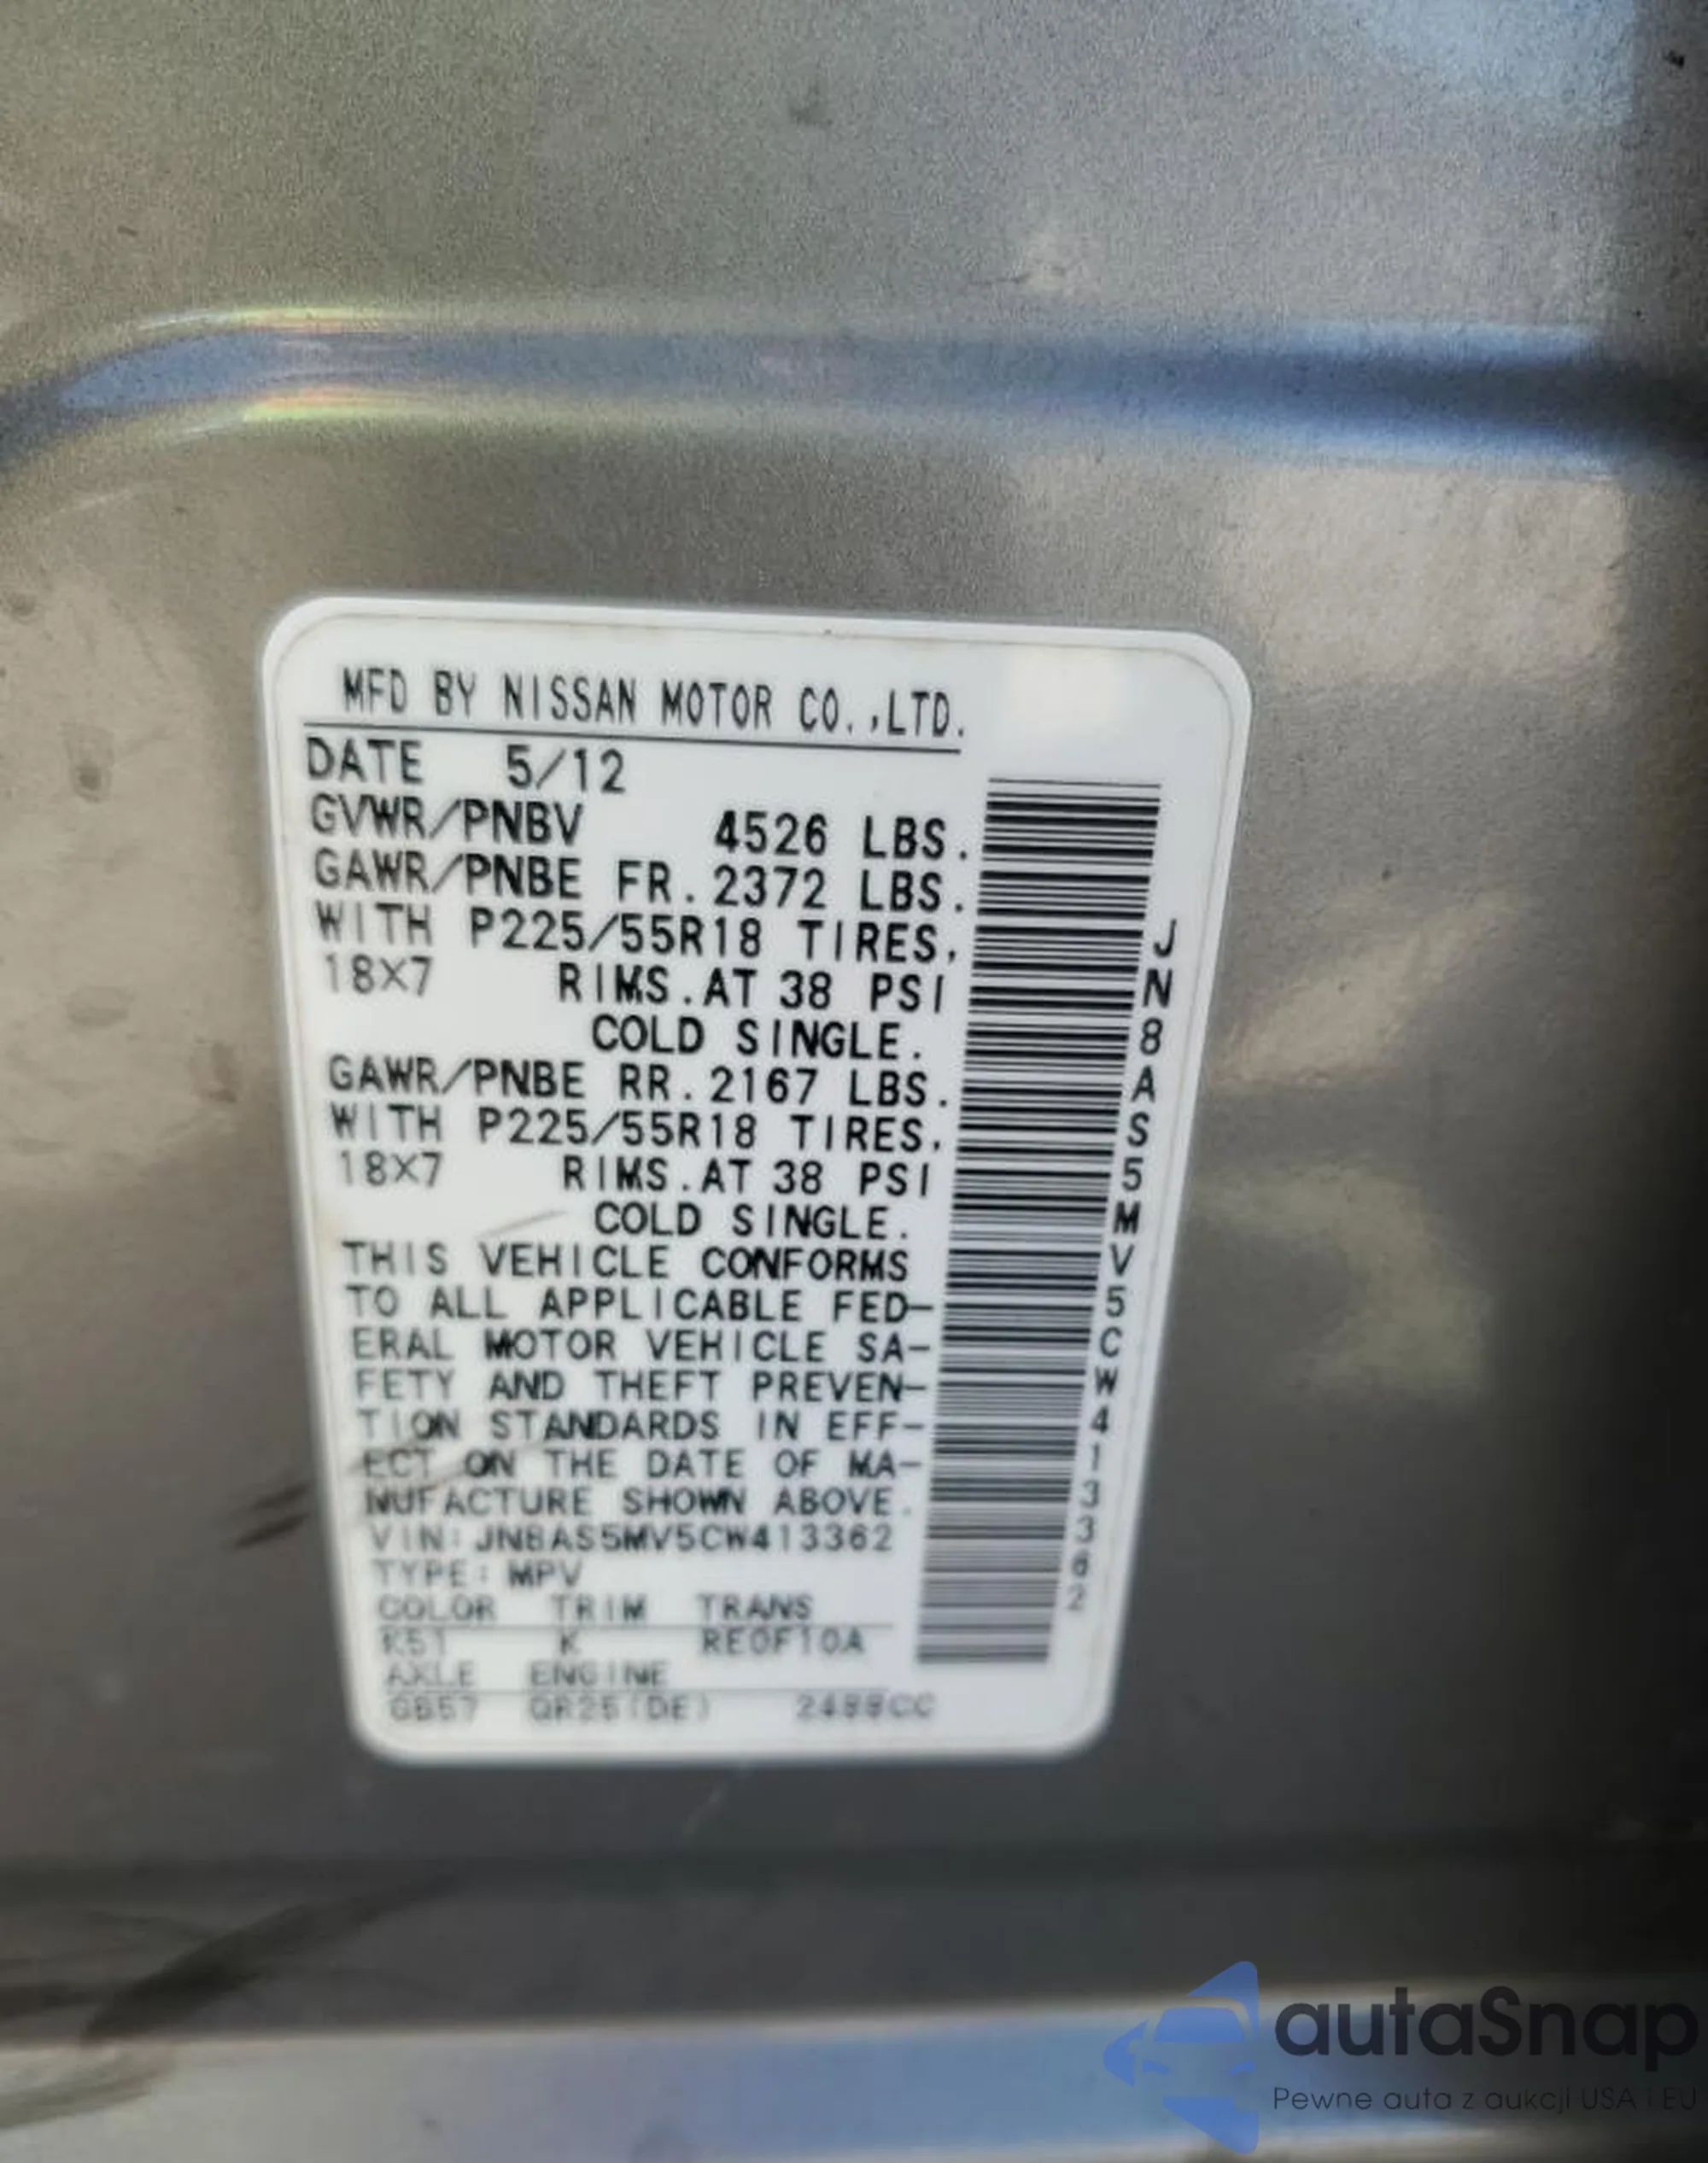 MFD BY NISSAN MOTOR CO.,LTD.
DATE 5/12
GVWR/PNBV 4526 LBS.
GAWR/PNBE FR. 2372 LBS.
WITH P225/55R18 TIRES,
18X7 RIMS.AT 38 PSI
COLD SINGLE.
GAWR/PNBE RR. 2167 LBS.
WITH P225/55R18 TIRES,
18X7 RIMS.AT 38 PSI
COLD SINGLE.
THIS VEHICLE CONFORMS
TO ALL APPLICABLE FED-
ERAL MOTOR VEHICLE SA-
FETY AND THEFT PREVEN-
TION STANDARDS IN EFF-
ECT ON THE DATE OF MA-
NUFACTURE SHOWN ABOVE.
VIN: JN8AS5MV5CW413362
TYPE: MPV
COLOR TRIM TRANS
K51 K RE0F10A
AXLE ENGINE
GB57 QR25(DE) 2488CC
JN8AS5MV5CW413362
autaSnap
Pewne auta z aukcji USA i EU